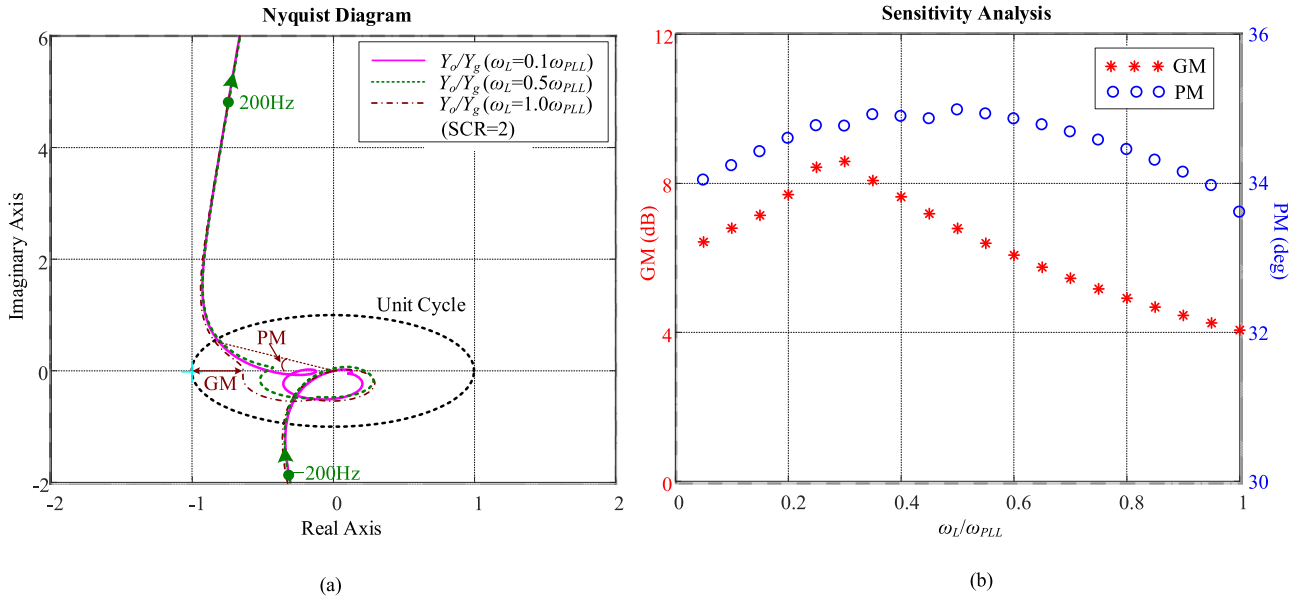 Nyquist Diagram
6
4
2
0
-2
-2
-1
0
1
2
Imaginary Axis
Real Axis
Yo/Yg (ωL=0.1ωPLL)
Yo/Yg (ωL=0.5ωPLL)
Yo/Yg (ωL=1.0ωPLL)
(SCR=2)
200Hz
Unit Cycle
PM
GM
−200Hz
(a)
Sensitivity Analysis
12
8
4
0
GM (dB)
36
34
32
30
PM (deg)
GM
PM
0
0.2
0.4
0.6
0.8
1
ωL/ωPLL
(b)